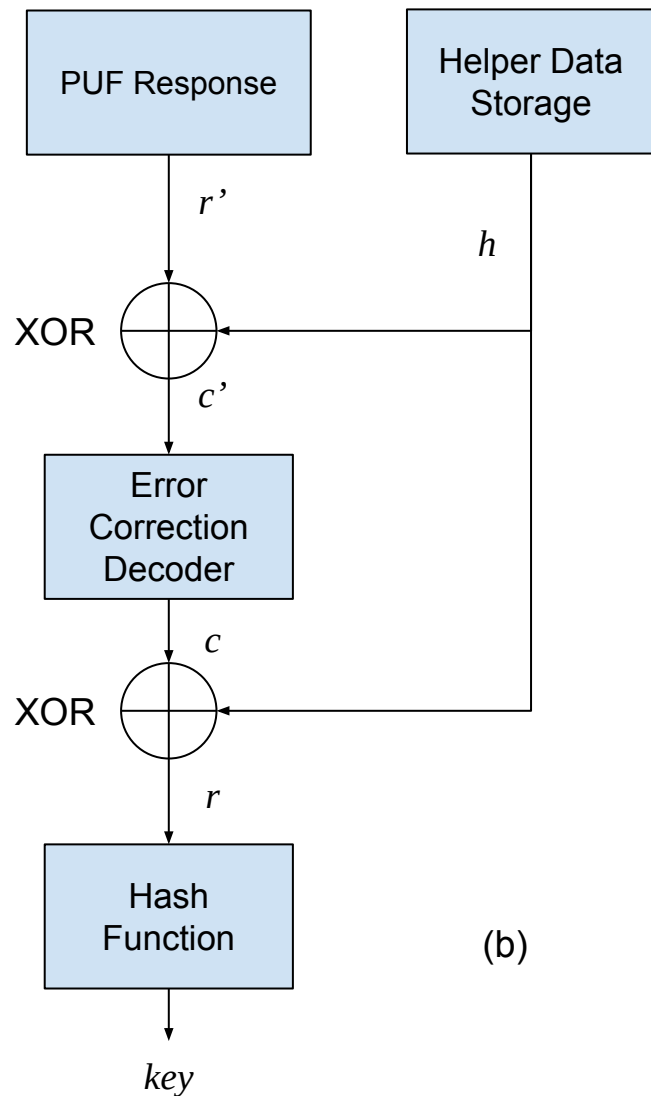 PUF Response
Helper Data
Storage
r’
h
XOR
c’
Error
Correction
Decoder
c
XOR
r
Hash
Function
(b)
key